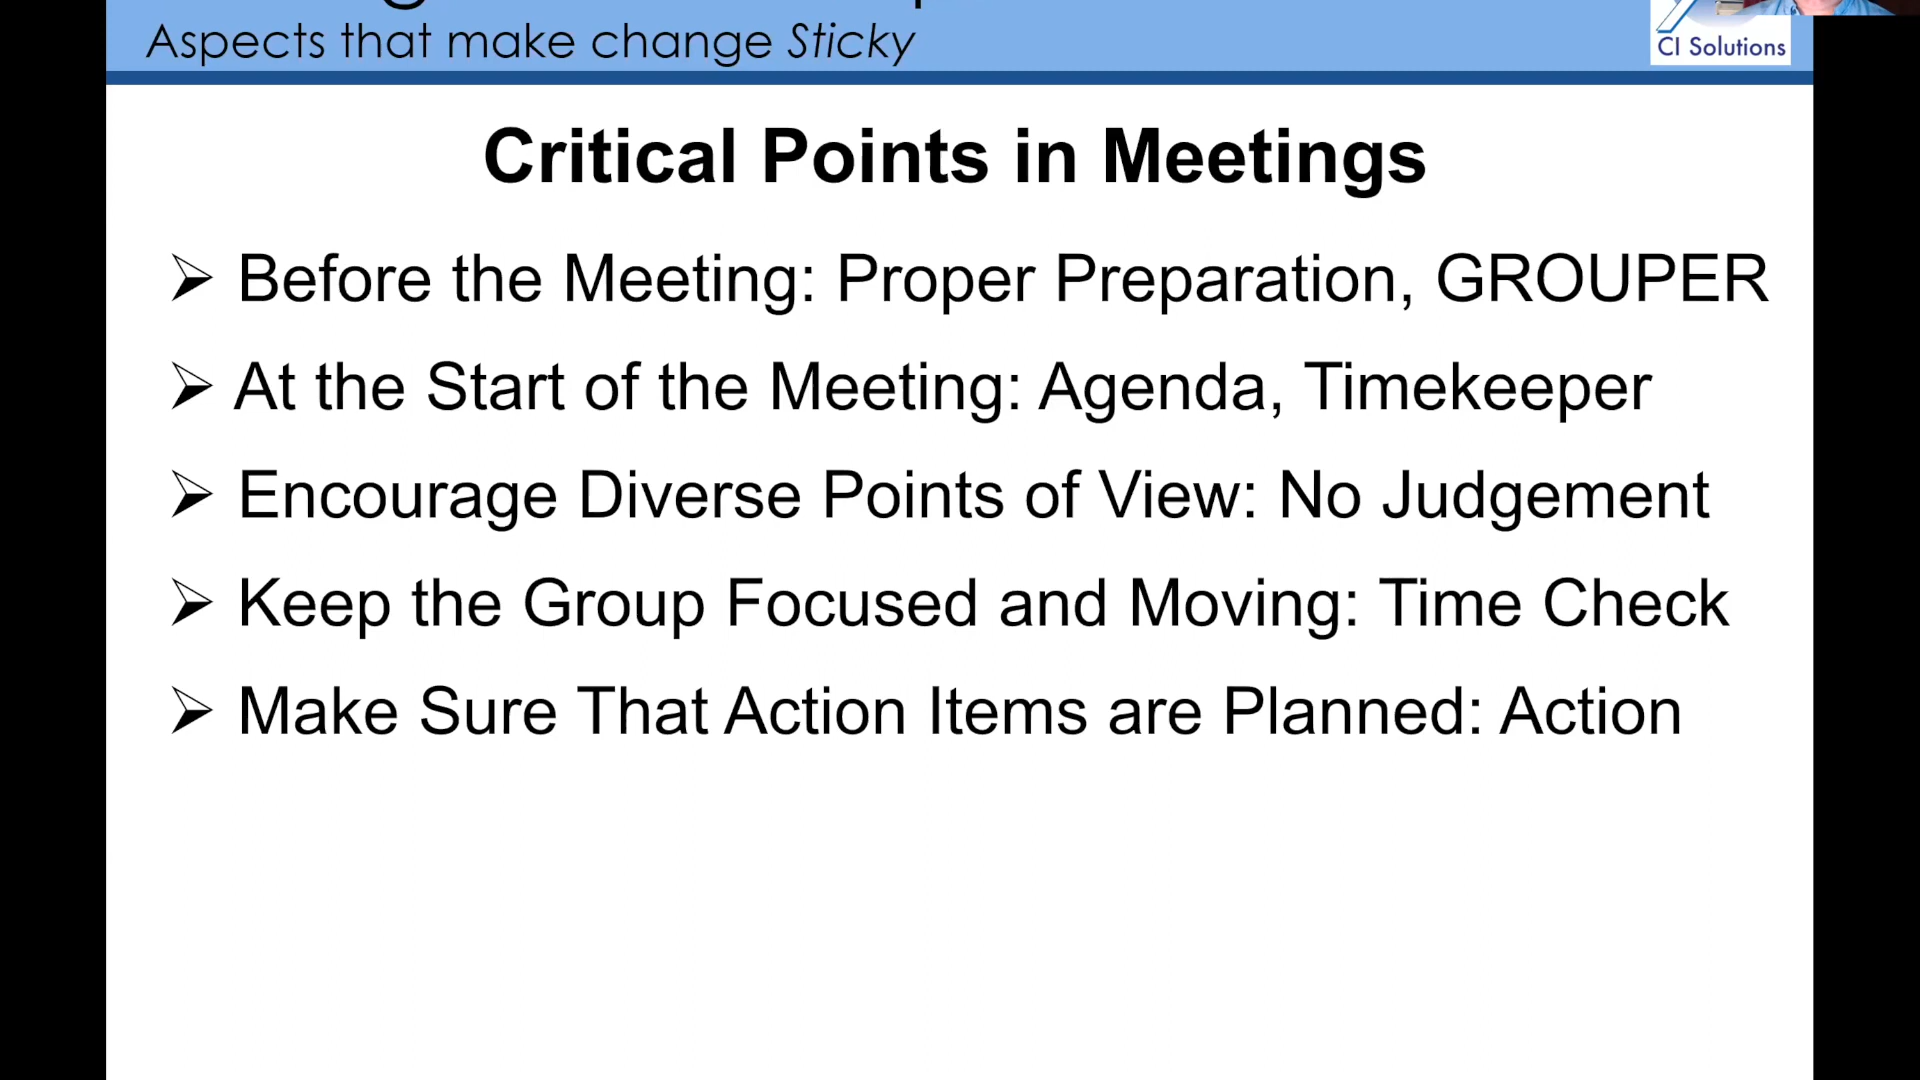 Aspects that make change Sticky
CI Solutions
Critical Points in Meetings
Before the Meeting: Proper Preparation, GROUPER
At the Start of the Meeting: Agenda, Timekeeper
Encourage Diverse Points of View: No Judgement
Keep the Group Focused and Moving: Time Check
Make Sure That Action Items are Planned: Action